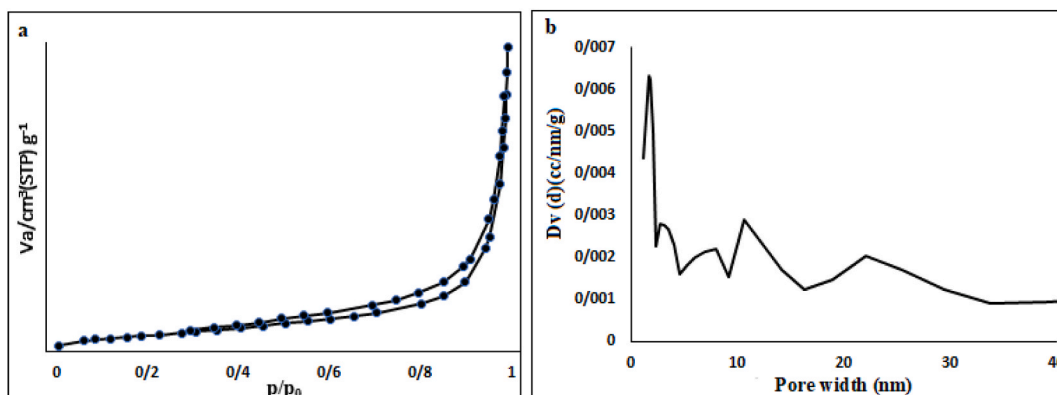 a
Va/cm³(STP) g⁻¹
0 0/2 0/4 0/6 0/8 1
p/p₀
b
Dv (d)(cc/nm/g)
0/007
0/006
0/005
0/004
0/003
0/002
0/001
0
0 10 20 30 40
Pore width (nm)